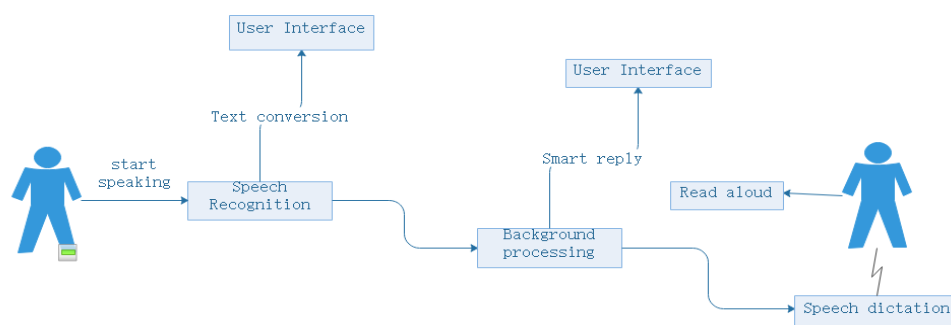 User Interface
User Interface
Text conversion
Smart reply
start
speaking
Speech
Recognition
Read aloud
Background
processing
Speech dictation